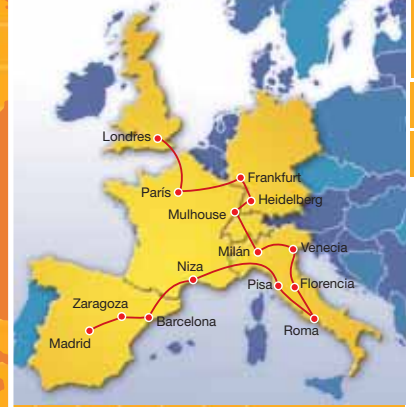 Londres
Frankfurt
París
Heidelberg
Mulhouse
Milán
Venecia
Niza
Pisa
Florencia
Zaragoza
Barcelona
Roma
Madrid